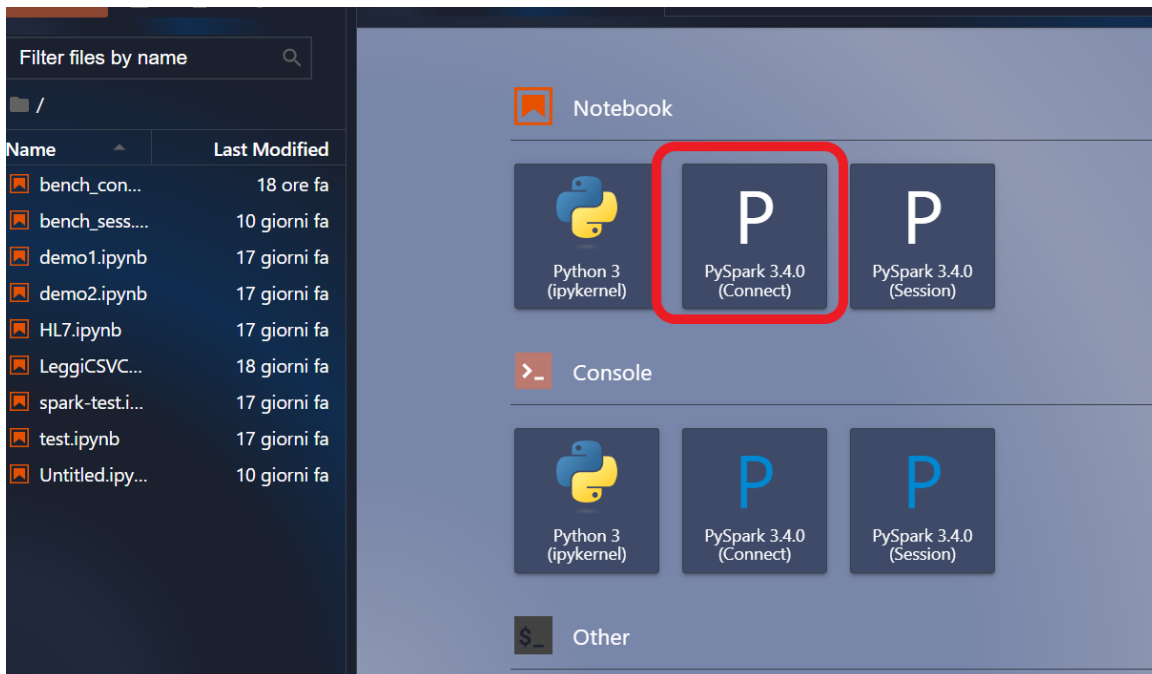 Filter files by name
/
Name Last Modified
bench_con... 18 ore fa
bench_sess.... 10 giorni fa
demo1.ipynb 17 giorni fa
demo2.ipynb 17 giorni fa
HL7.ipynb 17 giorni fa
LeggiCSVC... 18 giorni fa
spark-test.i... 17 giorni fa
test.ipynb 17 giorni fa
Untitled.ipy... 10 giorni fa
Notebook
Python 3
(ipykernel)
P
PySpark 3.4.0
(Connect)
P
PySpark 3.4.0
(Session)
>_ Console
Python 3
(ipykernel)
P
PySpark 3.4.0
(Connect)
P
PySpark 3.4.0
(Session)
$_ Other